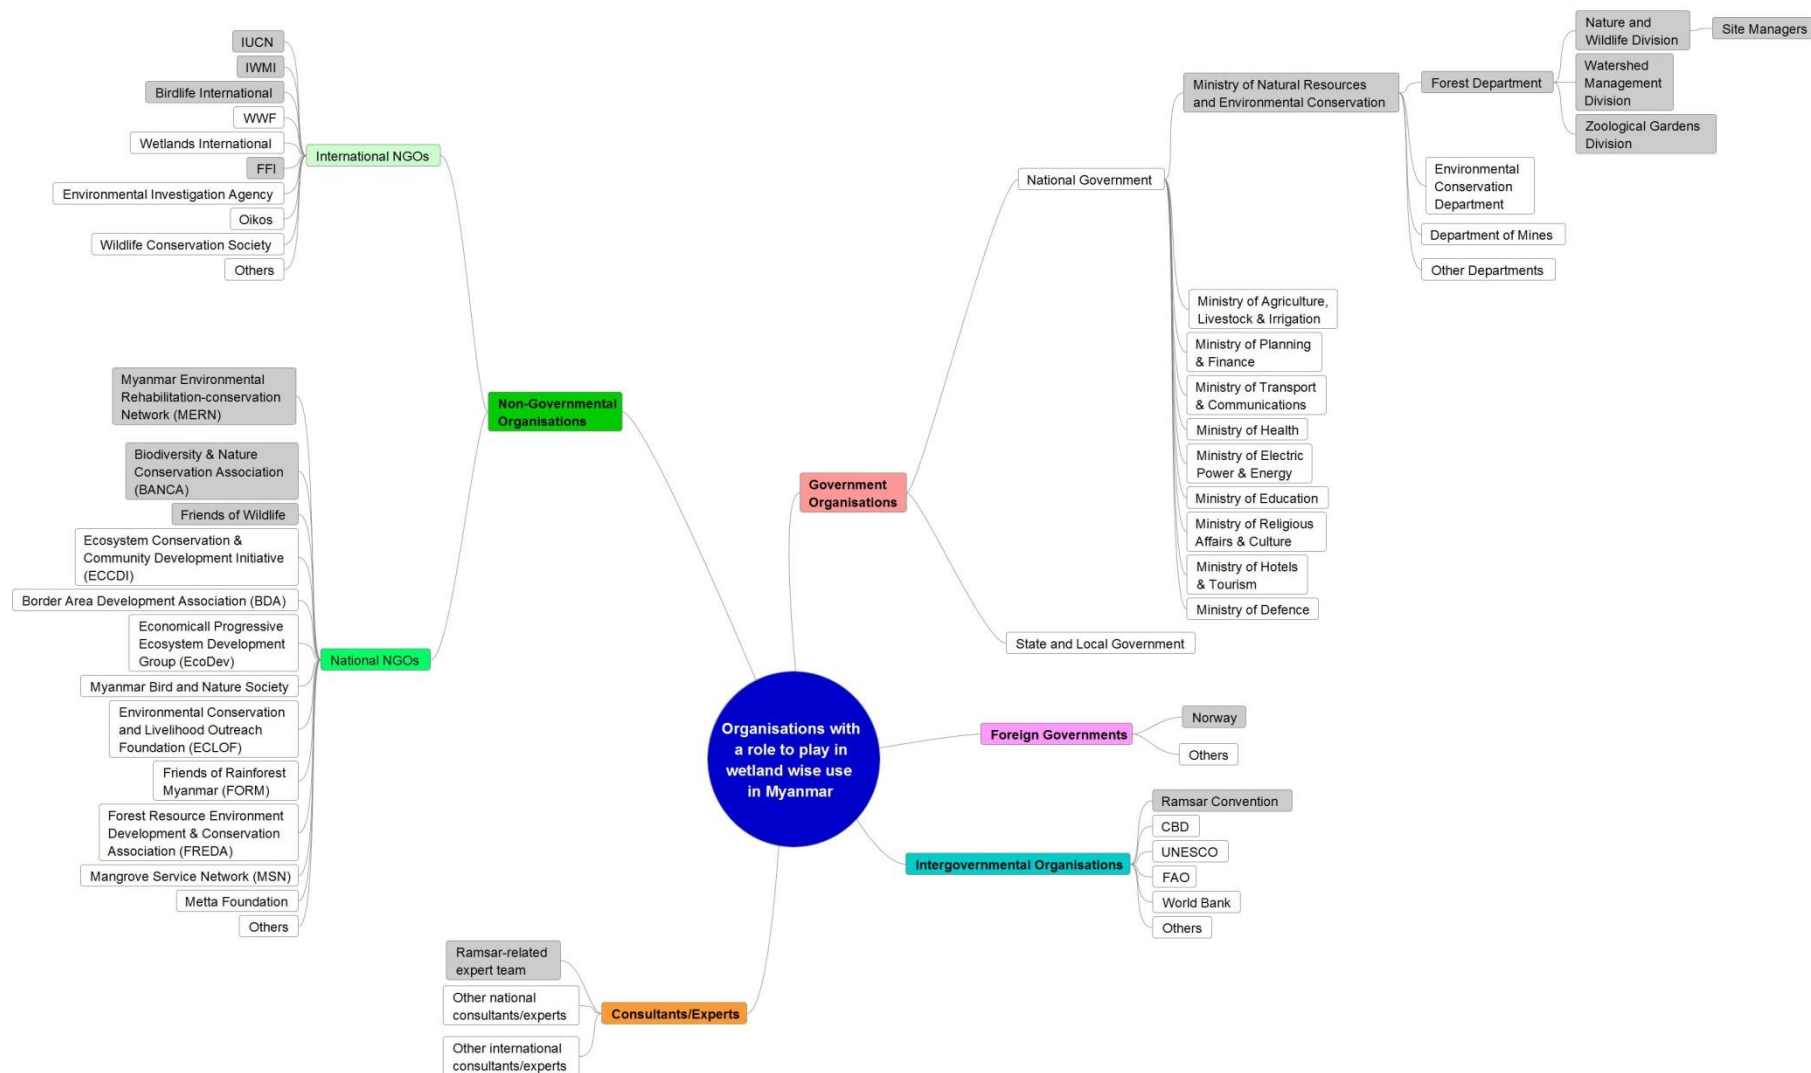 IUCN
IWMI
Birdlife International
WWF
Wetlands International
FFI
Environmental Investigation Agency
Oikos
Wildlife Conservation Society
Others
International NGOs
Myanmar Environmental
Rehabilitation-conservation
Network (MERN)
Biodiversity & Nature
Conservation Association
(BANCA)
Friends of Wildlife
Ecosystem Conservation &
Community Development Initiative
(ECCDI)
Border Area Development Association (BDA)
Economicall Progressive
Ecosystem Development
Group (EcoDev)
Myanmar Bird and Nature Society
Environmental Conservation
and Livelihood Outreach
Foundation (ECLOF)
Friends of Rainforest
Myanmar (FORM)
Forest Resource Environment
Development & Conservation
Association (FREDA)
Mangrove Service Network (MSN)
Metta Foundation
Others
National NGOs
Non-Governmental
Organisations
Ramsar-related
expert team
Other national
consultants/experts
Other international
consultants/experts
Consultants/Experts
Organisations with
a role to play in
wetland wise use
in Myanmar
Government
Organisations
National Government
Ministry of Natural Resources
and Environmental Conservation
Forest Department
Nature and
Wildlife Division
Site Managers
Watershed
Management
Division
Zoological Gardens
Division
Environmental
Conservation
Department
Department of Mines
Other Departments
Ministry of Agriculture,
Livestock & Irrigation
Ministry of Planning
& Finance
Ministry of Transport
& Communications
Ministry of Health
Ministry of Electric
Power & Energy
Ministry of Education
Ministry of Religious
Affairs & Culture
Ministry of Hotels
& Tourism
Ministry of Defence
State and Local Government
Foreign Governments
Norway
Others
Intergovernmental Organisations
Ramsar Convention
CBD
UNESCO
FAO
World Bank
Others